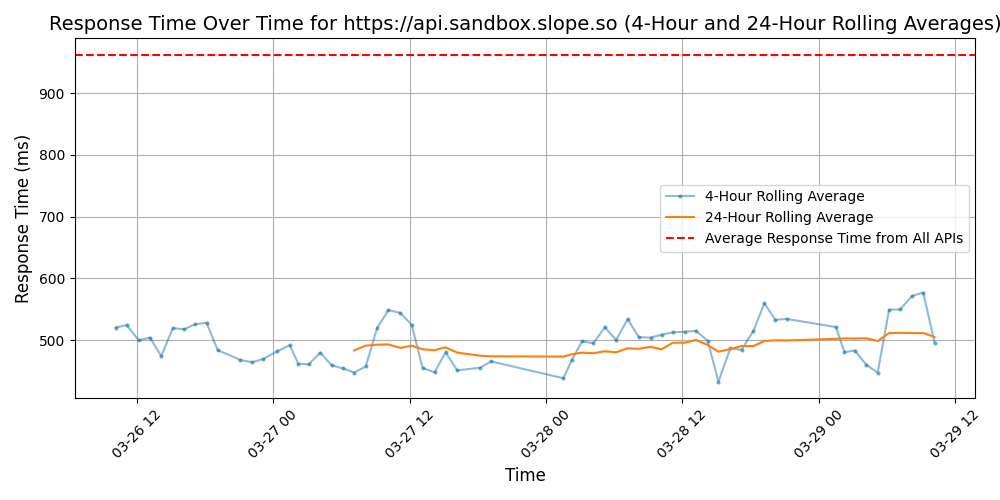 Response Time Over Time for https://api.sandbox.slope.so (4-Hour and 24-Hour Rolling Averages)
Response Time (ms)
900
800
700
600
500
4-Hour Rolling Average
24-Hour Rolling Average
Average Response Time from All APIs
03-26 12
03-27 00
03-27 12
03-28 00
03-28 12
03-29 00
03-29 12
Time